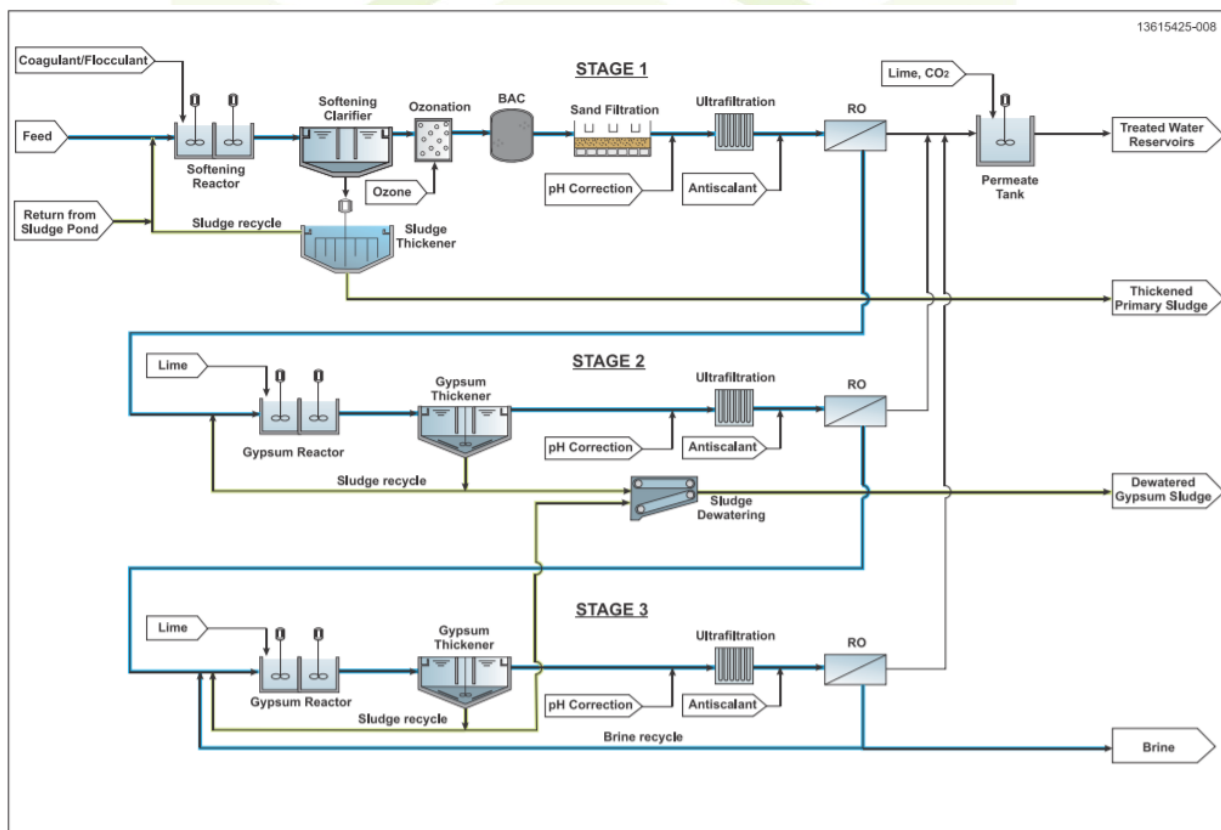 13615425-008
Coagulant/Flocculant
STAGE 1
Lime, CO₂
Softening
Clarifier
Ozonation
BAC
Sand Filtration
Ultrafiltration
RO
Feed
Treated Water
Reservoirs
Softening
Reactor
Ozone
pH Correction
Antiscalant
Permeate
Tank
Return from
Sludge Pond
Sludge recycle
Sludge
Thickener
Thickened
Primary Sludge
STAGE 2
Lime
Gypsum
Thickener
Ultrafiltration
RO
Gypsum Reactor
pH Correction
Antiscalant
Sludge recycle
Sludge
Dewatering
Dewatered
Gypsum Sludge
STAGE 3
Lime
Gypsum
Thickener
Ultrafiltration
RO
Gypsum Reactor
pH Correction
Antiscalant
Sludge recycle
Brine recycle
Brine